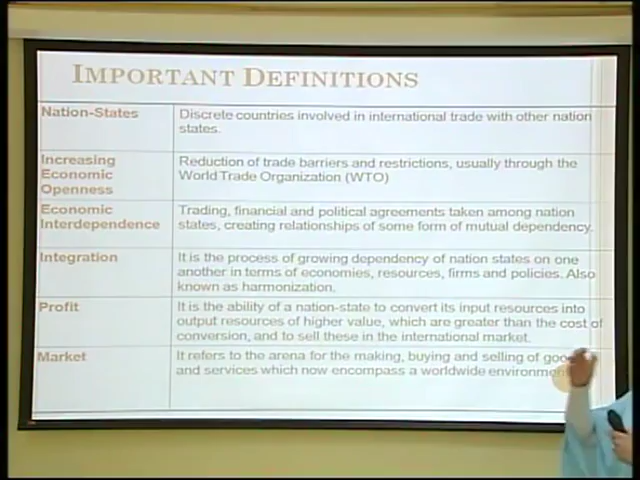 IMPORTANT DEFINITIONS
Nation-States
Discrete countries involved in international trade with other nation
states.
Increasing
Economic
Openness
Reduction of trade barriers and restrictions, usually through the
World Trade Organization (WTO)
Economic
Interdependence
Trading, financial and political agreements taken among nation
states, creating relationships of some form of mutual dependency.
Integration
It is the process of growing dependency of nation states on one
another in terms of economies, resources, firms and policies. Also
known as harmonization.
Profit
It is the ability of a nation-state to convert its input resources into
output resources of higher value, which are greater than the cost of
conversion, and to sell these in the international market.
Market
It refers to the arena for the making, buying and selling of
and services which now encompass a worldwide